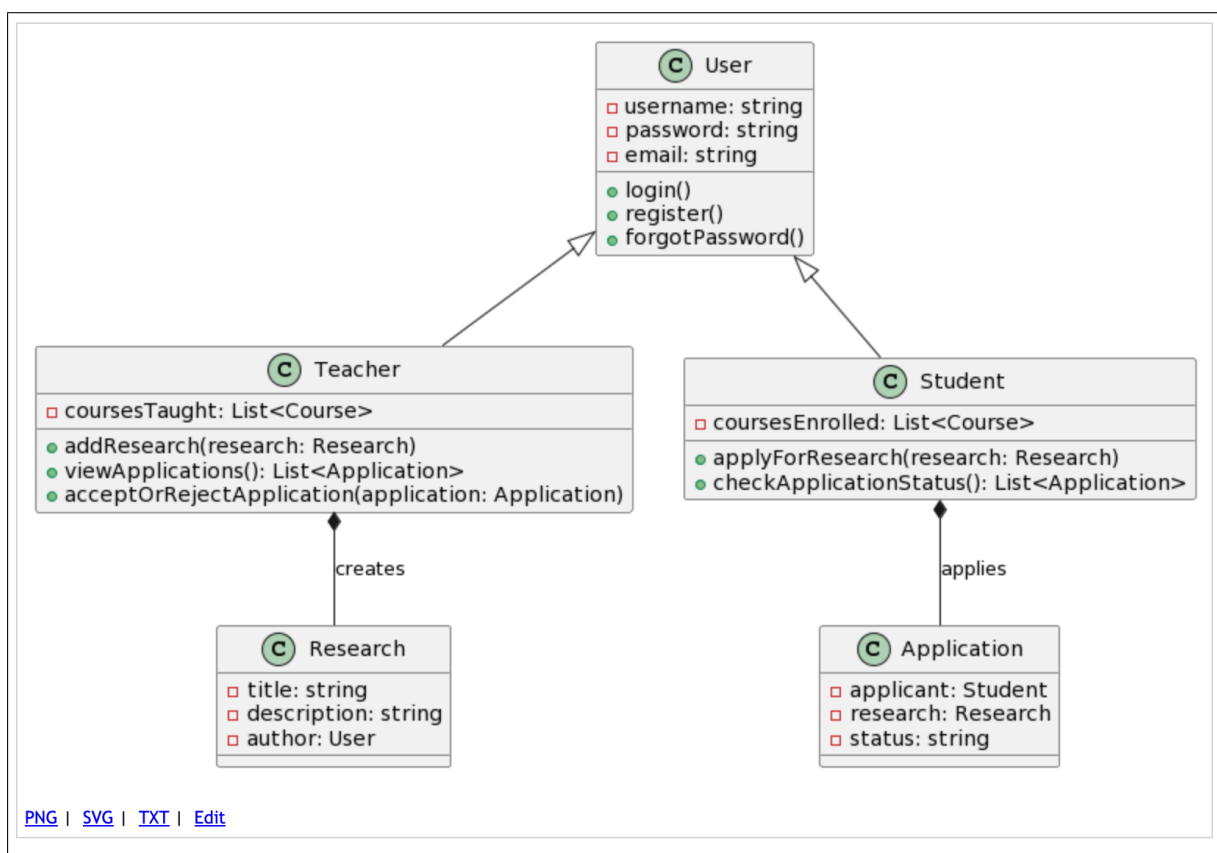 C User
username: string
password: string
email: string
login()
register()
forgotPassword()
C Teacher
coursesTaught: List<Course>
addResearch(research: Research)
viewApplications(): List<Application>
acceptOrRejectApplication(application: Application)
C Student
coursesEnrolled: List<Course>
applyForResearch(research: Research)
checkApplicationStatus(): List<Application>
creates
applies
C Research
title: string
description: string
author: User
C Application
applicant: Student
research: Research
status: string
PNG | SVG | TXT | Edit